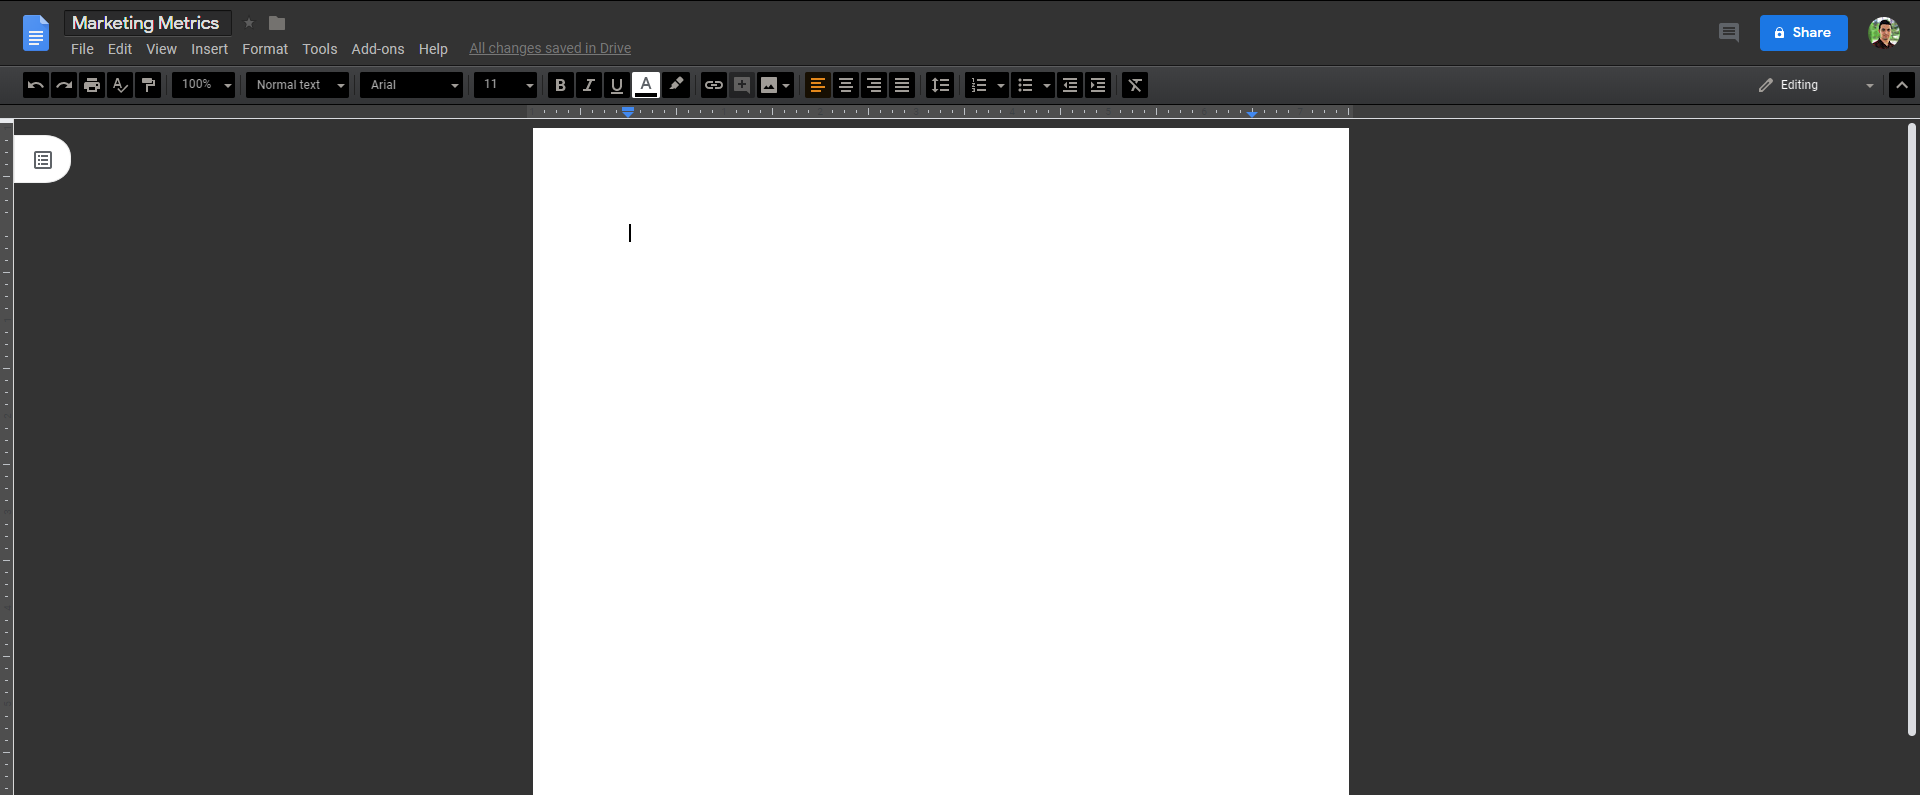 Marketing Metrics
File Edit View Insert Format Tools Add-ons Help All changes saved in Drive
Share
100% Normal text Arial 11 B I U A Editing